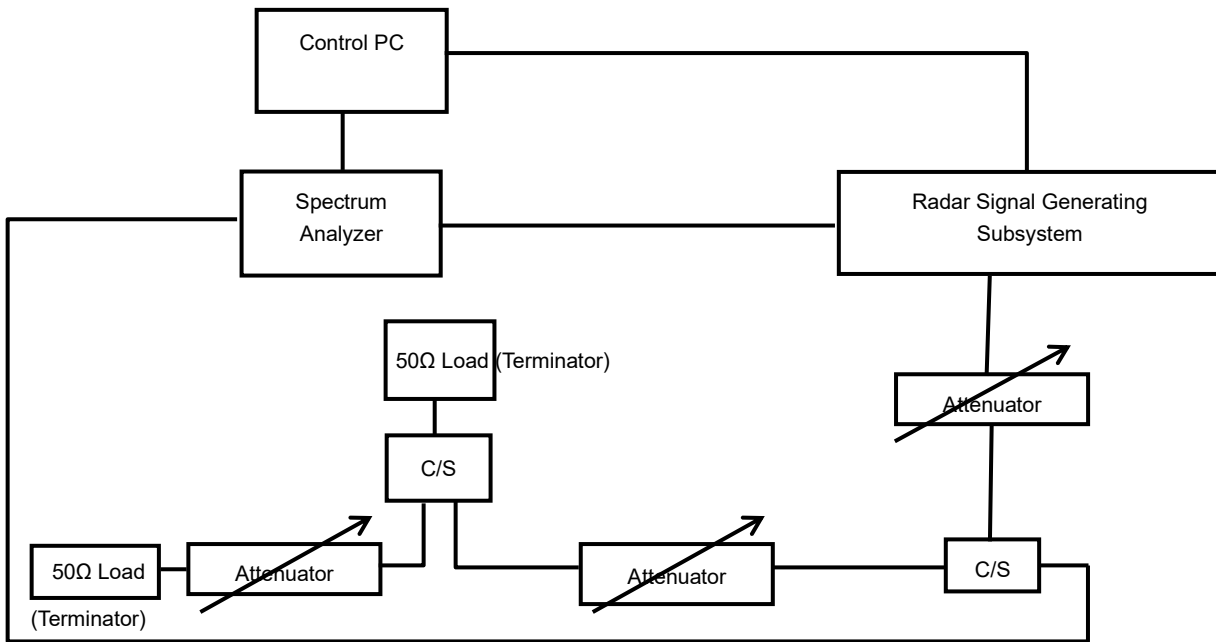 Control PC
Spectrum
Analyzer
Radar Signal Generating
Subsystem
50Ω Load (Terminator)
Attenuator
C/S
50Ω Load
(Terminator)
Attenuator
Attenuator
C/S